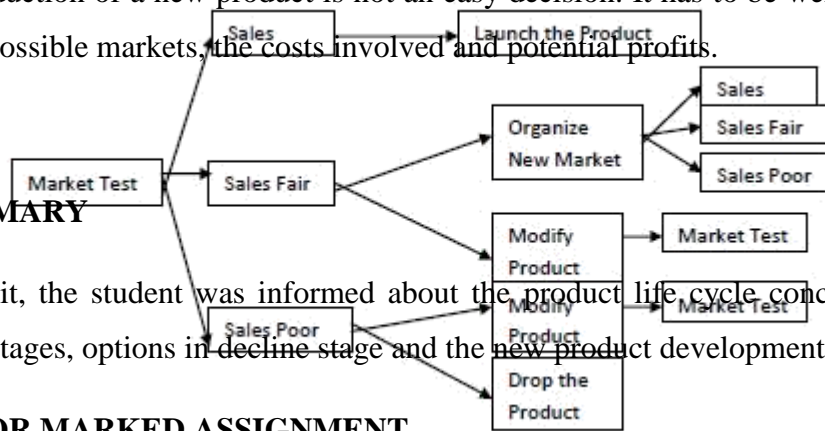 uction of a new product is not an easy decision. It has to be we
Sales
Launch the Product
ossible markets, the costs involved and potential profits.
Sales
Organize
New Market
Sales Fair
Market Test
Sales Fair
Sales Poor
MARY
Modify
Product
Market Test
it, the student was informed about the product life cycle conc
Modify
Product
Market Test
Sales Poor
tages, options in decline stage and the new product development
Drop the
Product
OR MARKED ASSIGNMENT